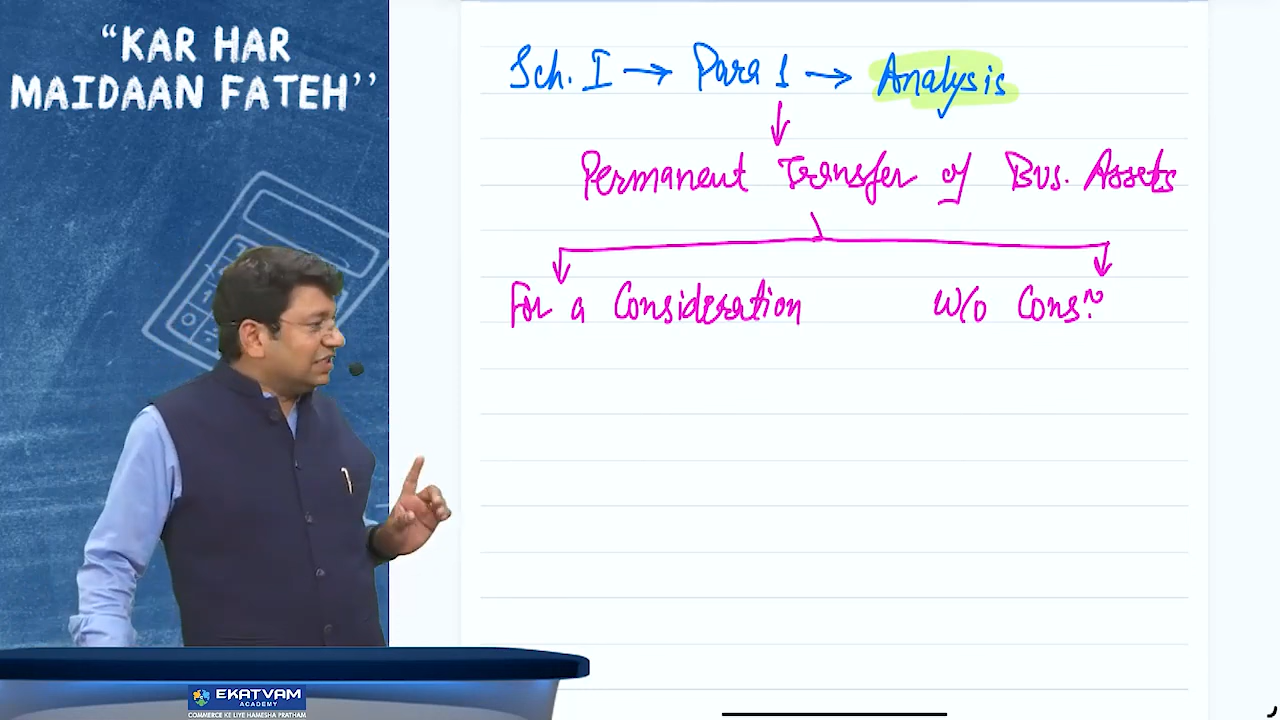 “KAR HAR
MAIDAAN FATEH’’
Sch. I → Para 1 → Analysis
Permanent Transfer of Bus. Assets
For a Consideration
W/o Consⁿ
EKATVAM
ACADEMY
COMMERCE KE LIYE HAMESHA PRATHAM